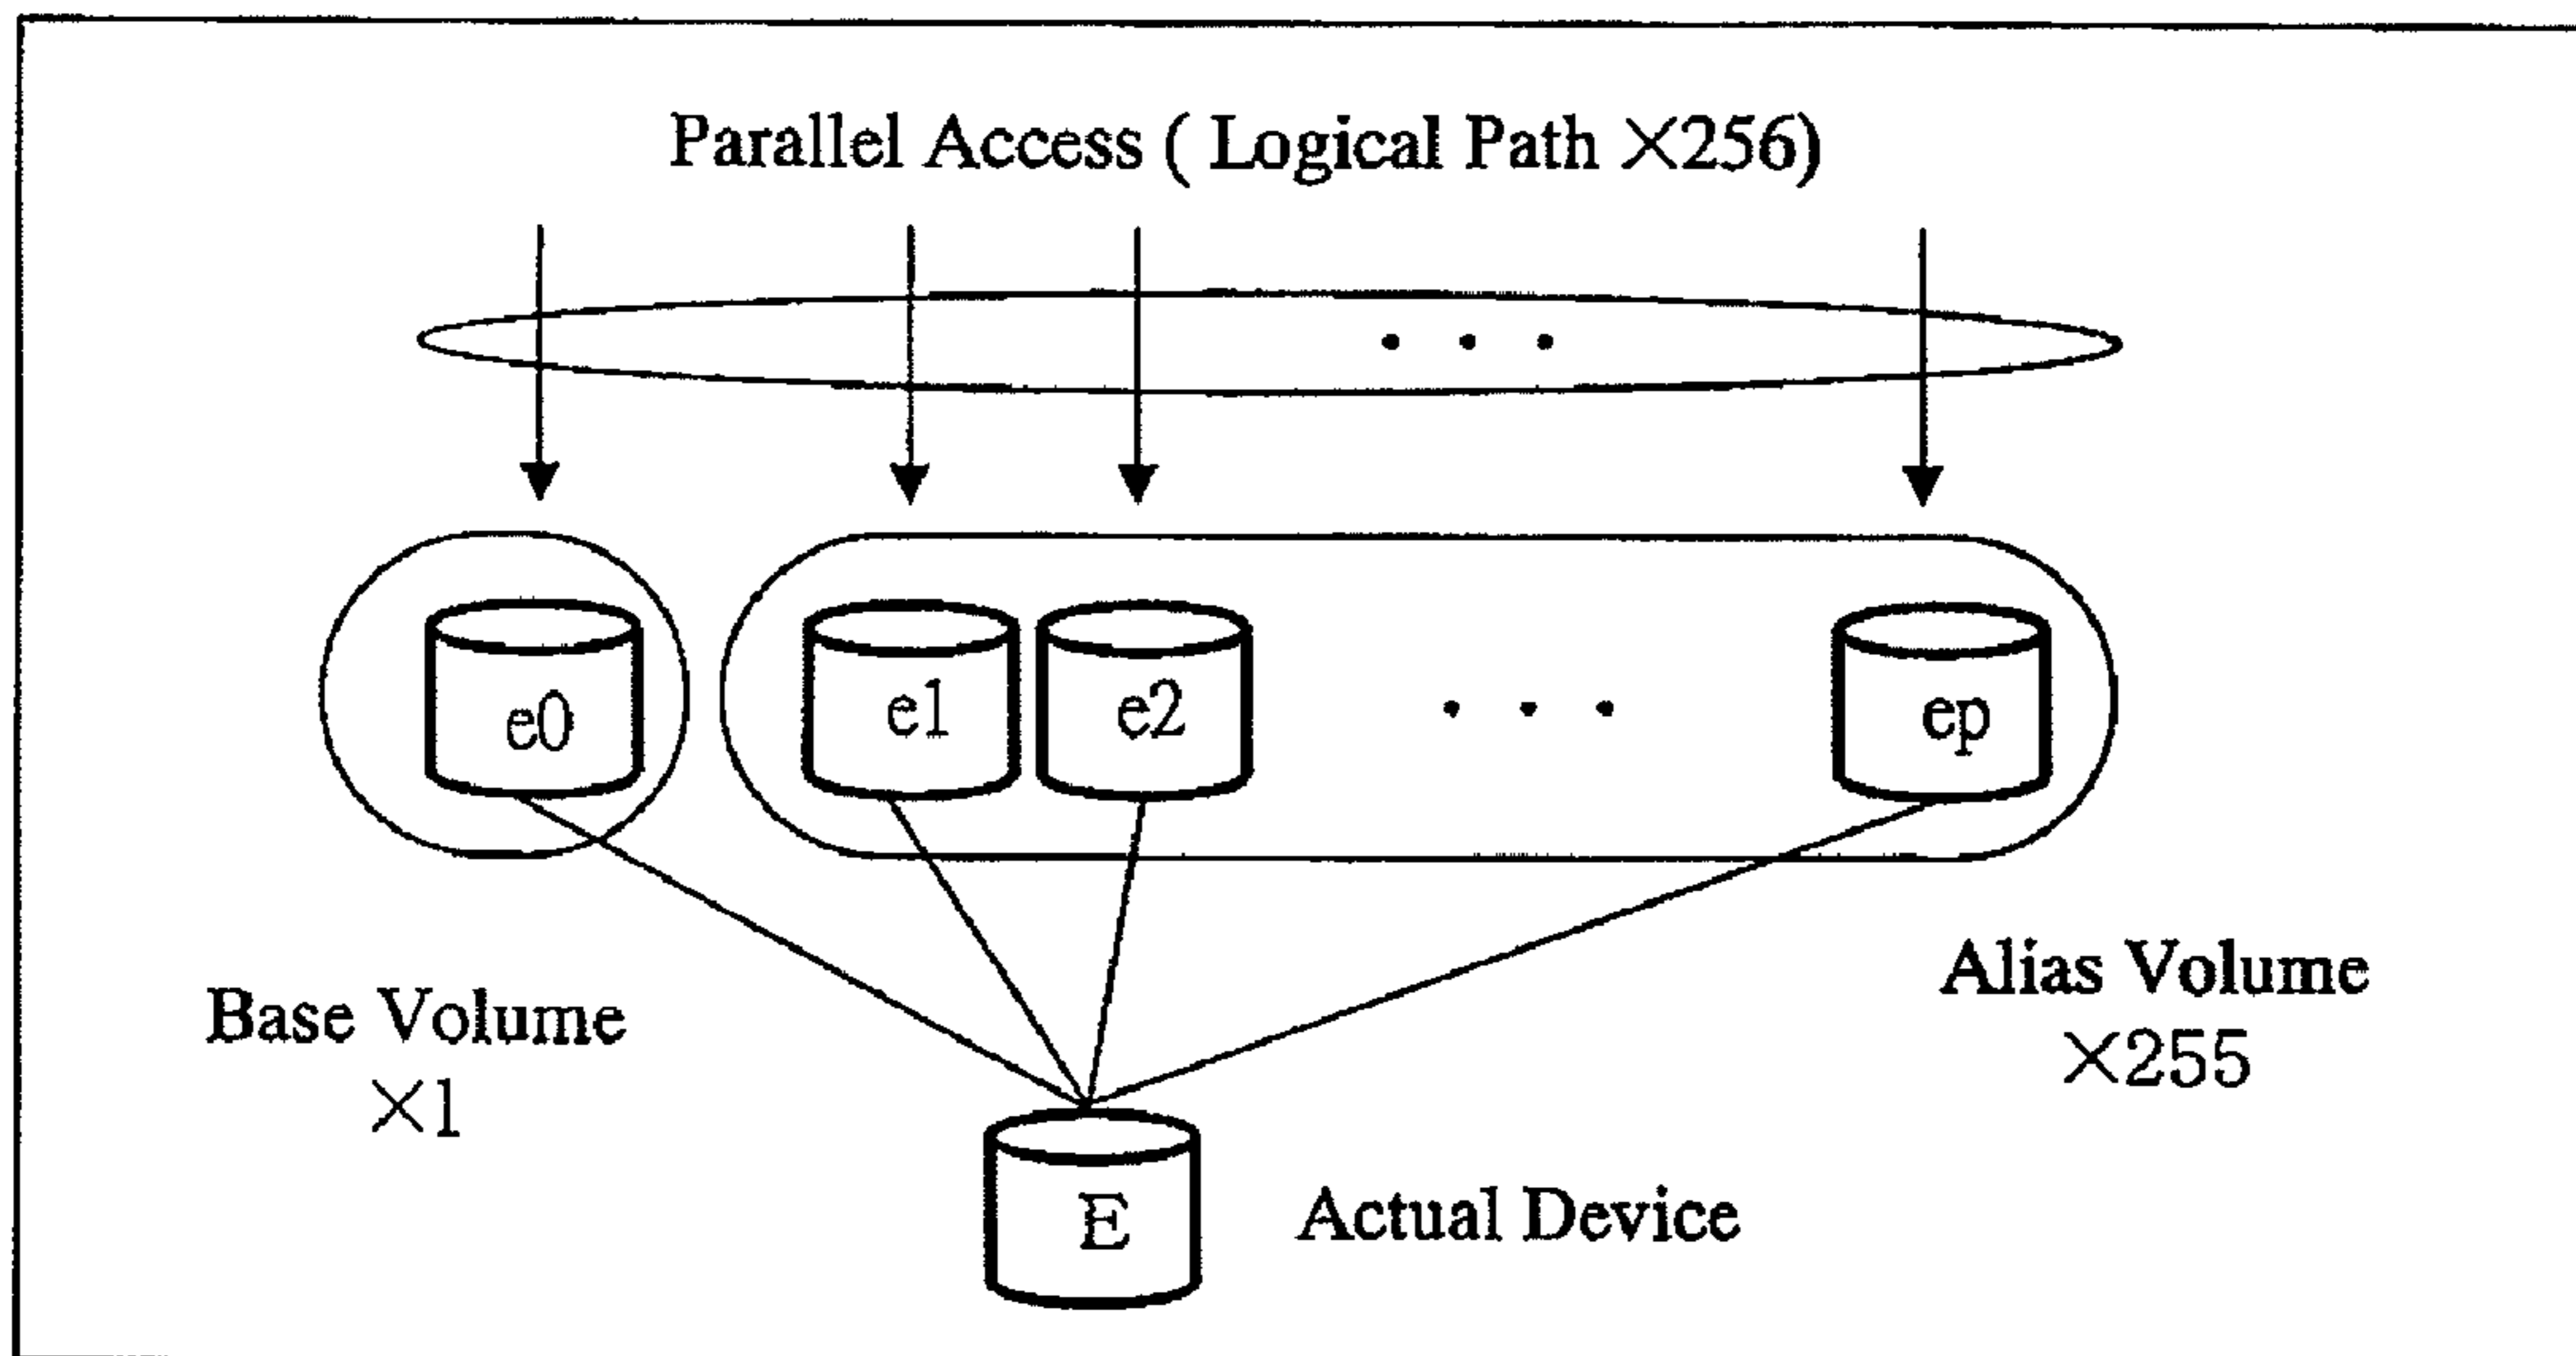 Parallel Access ( Logical Path ×256)
e0
e1
e2
ep
Base Volume
×1
Alias Volume
×255
E
Actual Device